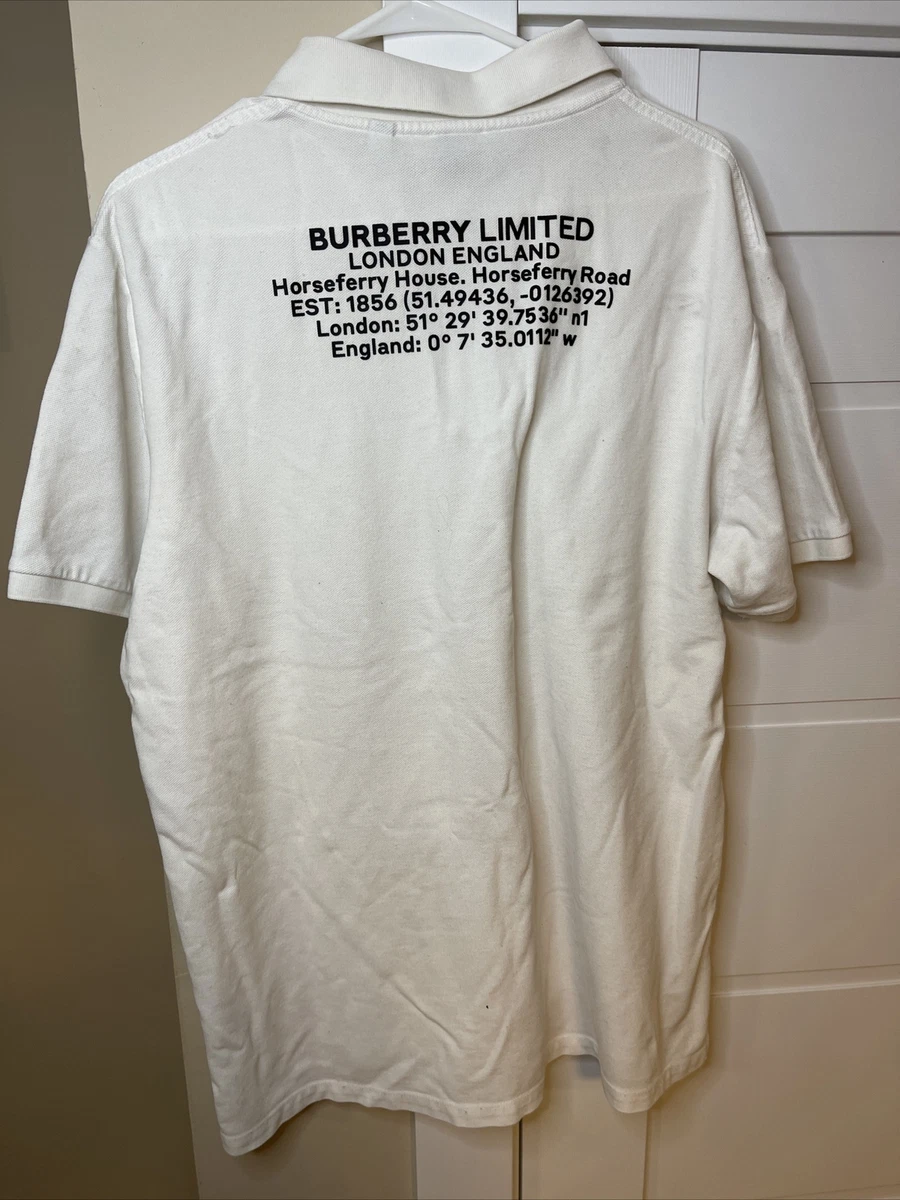 BURBERRY LIMITED
LONDON ENGLAND
Horseferry House. Horseferry Road
EST: 1856 (51.49436, -0126392)
London: 51° 29' 39.7536" n1
England: 0° 7' 35.0112" w